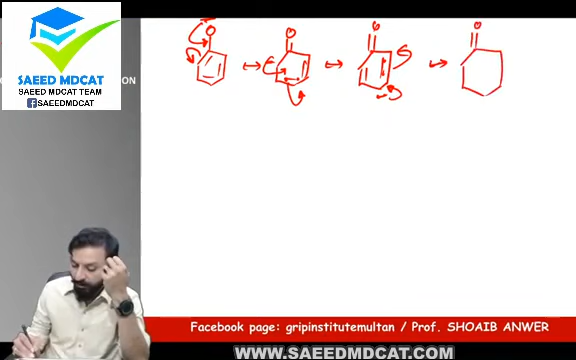 O O O O
SAEED MDCAT
SAEED MDCAT TEAM
f/SAEEDMDCAT
Facebook page: gripinstitutemultan / Prof. SHOAIB ANWER
WWW.SAEEDMDCAT.COM